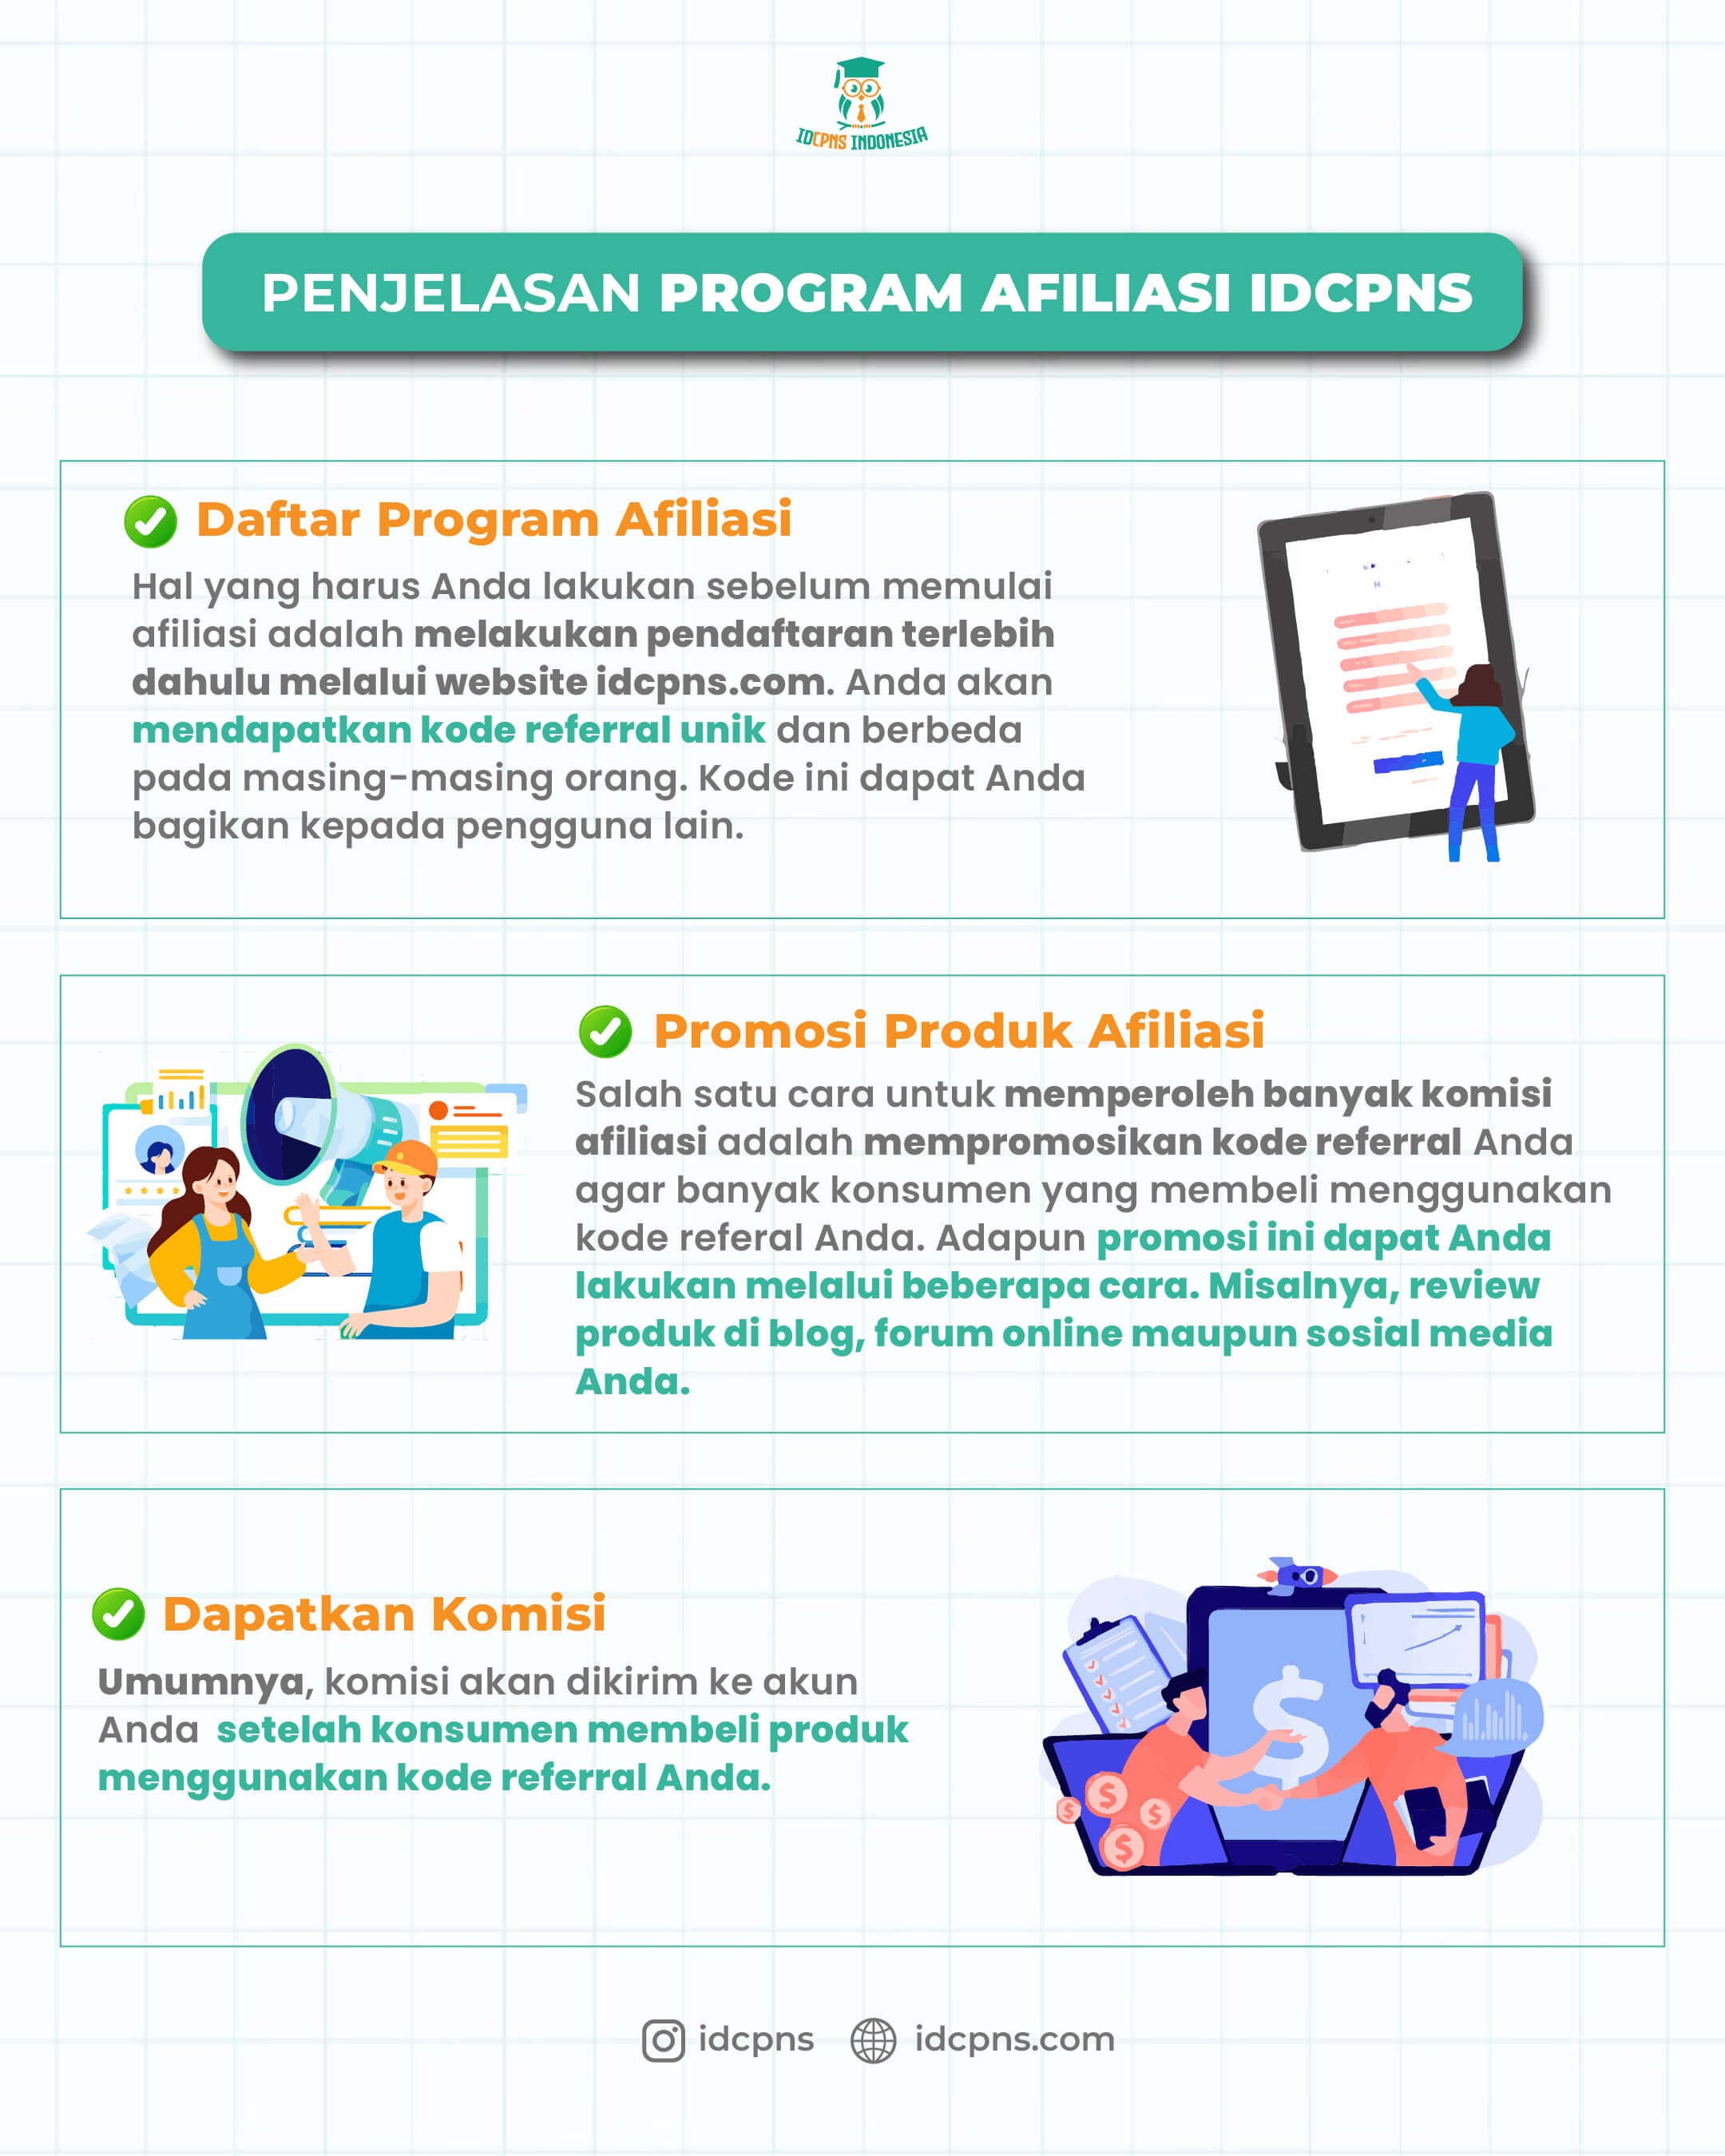 IDCPNS INDONESIA
PENJELASAN PROGRAM AFILIASI IDCPNS
Daftar Program Afiliasi
Hal yang harus Anda lakukan sebelum memulai
afiliasi adalah melakukan pendaftaran terlebih
dahulu melalui website idcpns.com. Anda akan
mendapatkan kode referral unik dan berbeda
pada masing-masing orang. Kode ini dapat Anda
bagikan kepada pengguna lain.
Promosi Produk Afiliasi
Salah satu cara untuk memperoleh banyak komisi
afiliasi adalah mempromosikan kode referral Anda
agar banyak konsumen yang membeli menggunakan
kode referal Anda. Adapun promosi ini dapat Anda
lakukan melalui beberapa cara. Misalnya, review
produk di blog, forum online maupun sosial media
Anda.
Dapatkan Komisi
Umumnya, komisi akan dikirim ke akun
Anda setelah konsumen membeli produk
menggunakan kode referral Anda.
idcpns idcpns.com